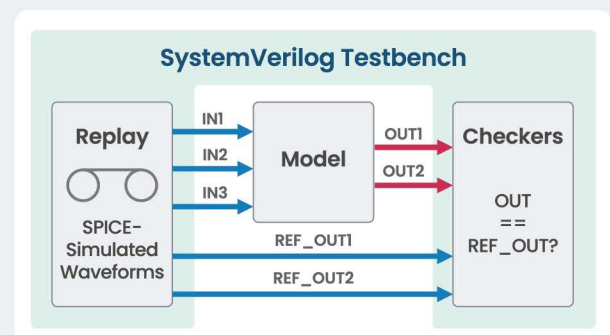 SystemVerilog Testbench
Replay
SPICE-
Simulated
Waveforms
IN1
IN2
IN3
Model
OUT1
OUT2
REF_OUT1
REF_OUT2
Checkers
OUT
==
REF_OUT?